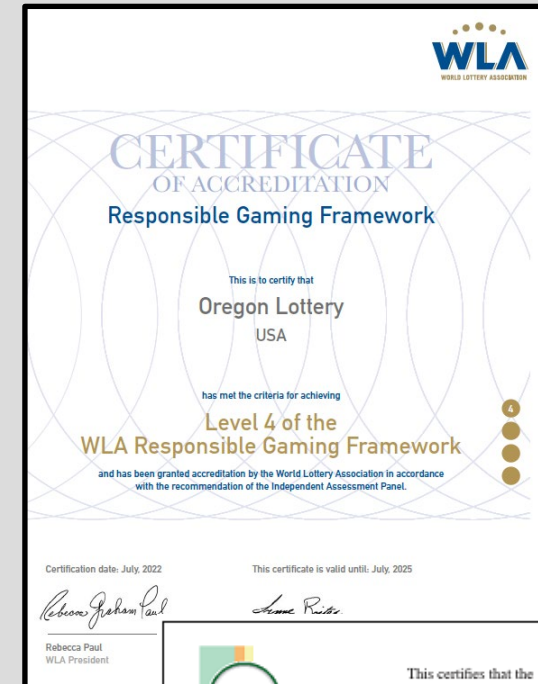 WLA
WORLD LOTTERY ASSOCIATION
CERTIFICATE
OF ACCREDITATION
Responsible Gaming Framework
This is to certify that
Oregon Lottery
USA
has met the criteria for achieving
Level 4 of the
WLA Responsible Gaming Framework
4
and has been granted accreditation by the World Lottery Association in accordance
with the recommendation of the Independent Assessment Panel.
Certification date: July, 2022
This certificate is valid until: July, 2025
Rebecca Graham Paul
Rebecca Paul
WLA President
This certifies that the